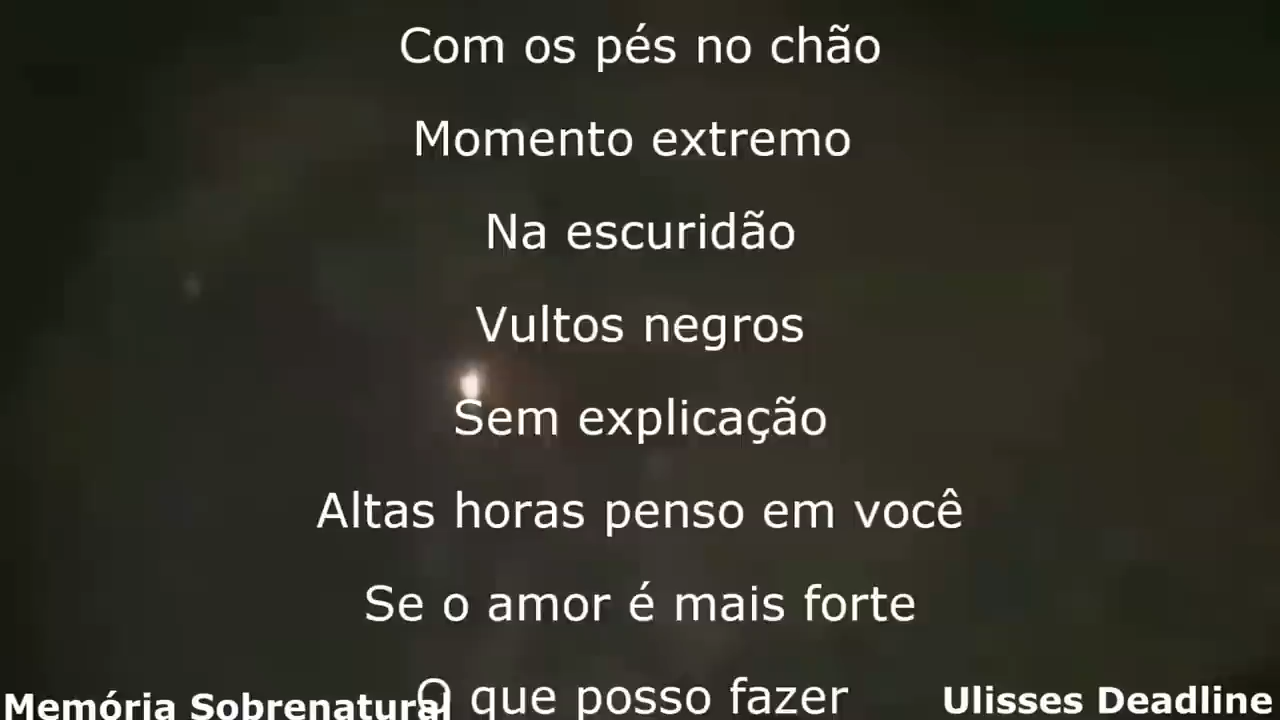 Com os pés no chão
Momento extremo
Na escuridão
Vultos negros
Sem explicação
Altas horas penso em você
Se o amor é mais forte
O que posso fazer
Memória Sobrenatural
Ulisses Deadline